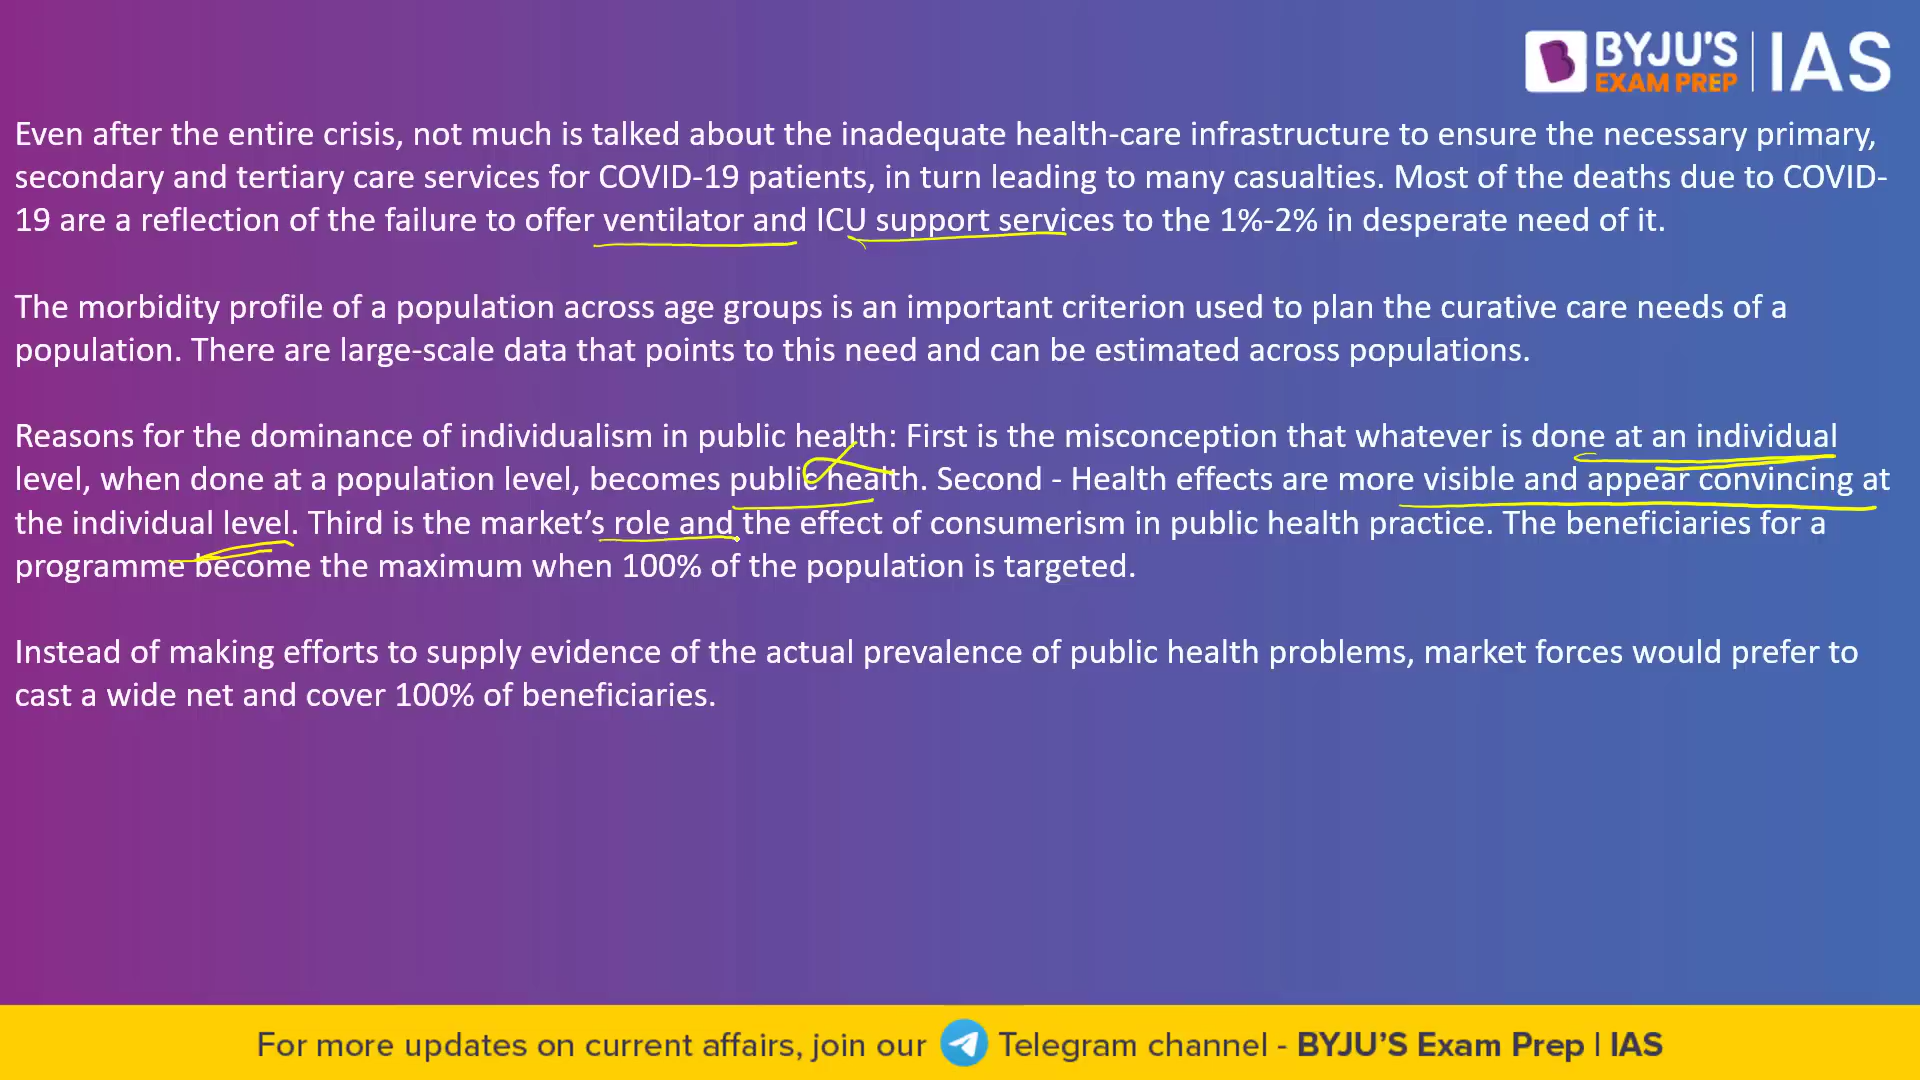 BYJU'S
EXAM PREP
IAS
Even after the entire crisis, not much is talked about the inadequate health-care infrastructure to ensure the necessary primary,
secondary and tertiary care services for COVID-19 patients, in turn leading to many casualties. Most of the deaths due to COVID-
19 are a reflection of the failure to offer ventilator and ICU support services to the 1%-2% in desperate need of it.
The morbidity profile of a population across age groups is an important criterion used to plan the curative care needs of a
population. There are large-scale data that points to this need and can be estimated across populations.
Reasons for the dominance of individualism in public health: First is the misconception that whatever is done at an individual
level, when done at a population level, becomes public health. Second - Health effects are more visible and appear convincing at
the individual level. Third is the market’s role and the effect of consumerism in public health practice. The beneficiaries for a
programme become the maximum when 100% of the population is targeted.
Instead of making efforts to supply evidence of the actual prevalence of public health problems, market forces would prefer to
cast a wide net and cover 100% of beneficiaries.
For more updates on current affairs, join our Telegram channel - BYJU’S Exam Prep | IAS